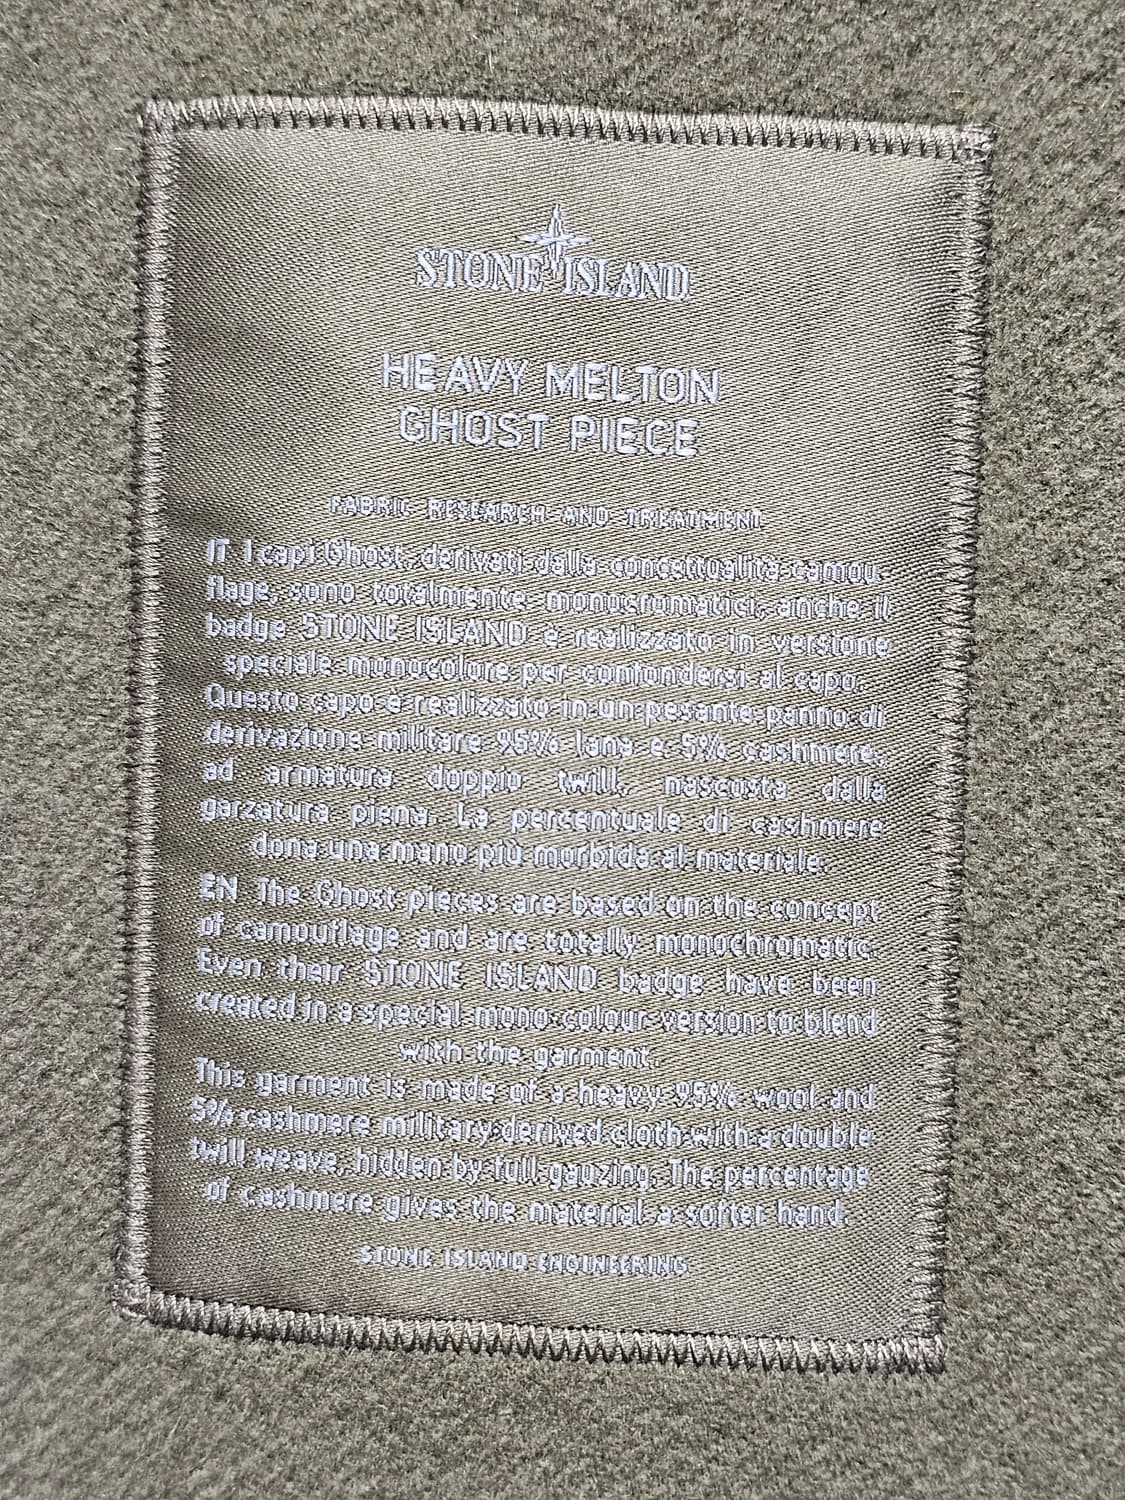 STONE ISLAND
HEAVY MELTON
GHOST PIECE
FABRIC RESEARCH AND TREATMENT
IT I capi Ghost, derivati dalla concettualità camou
flage, sono totalmente monocromatici; anche il
badge STONE ISLAND è realizzato in versione
speciale monocolore per confondersi al capo.
Questo capo è realizzato in un pesante panno di
derivazione militare 95% lana e 5% cashmere,
ad armatura doppio twill, nascosta dalla
garzatura piena. La percentuale di cashmere
dona una mano più morbida al materiale.
EN The Ghost pieces are based on the concept
of camouflage and are totally monochromatic.
Even their STONE ISLAND badge have been
created in a special mono-colour version to blend
with the garment.
This garment is made of a heavy 95% wool and
5% cashmere military-derived cloth with a double
twill weave, hidden by full gauzing. The percentage
of cashmere gives the material a softer hand.
STONE ISLAND ENGINEERING